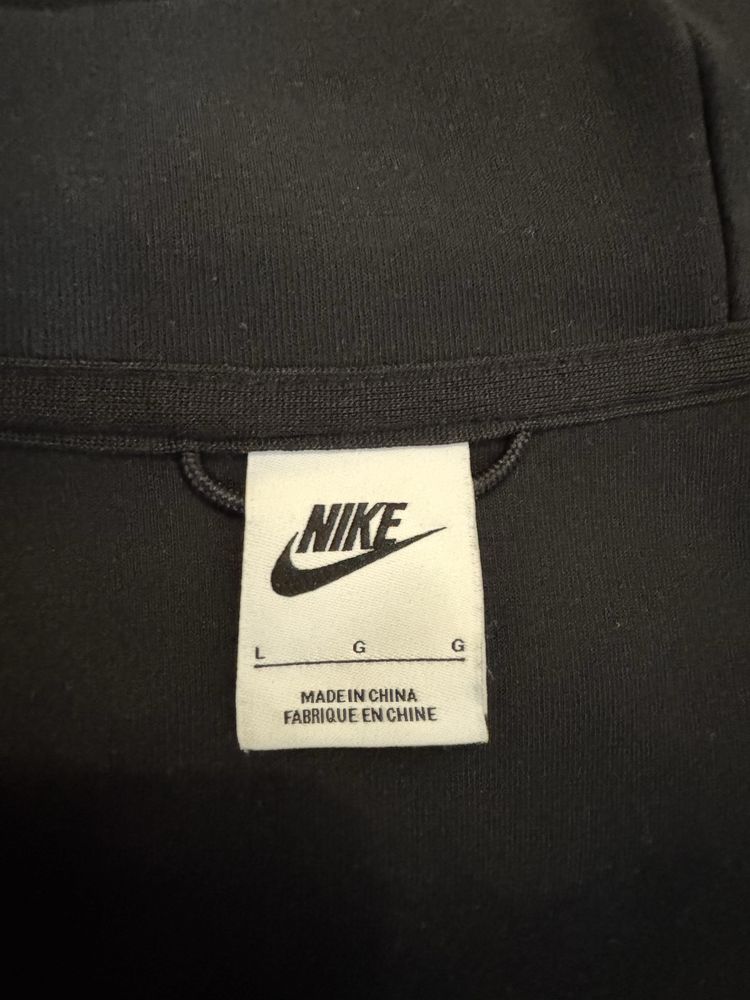 NIKE
L G G
MADE IN CHINA
FABRIQUE EN CHINE